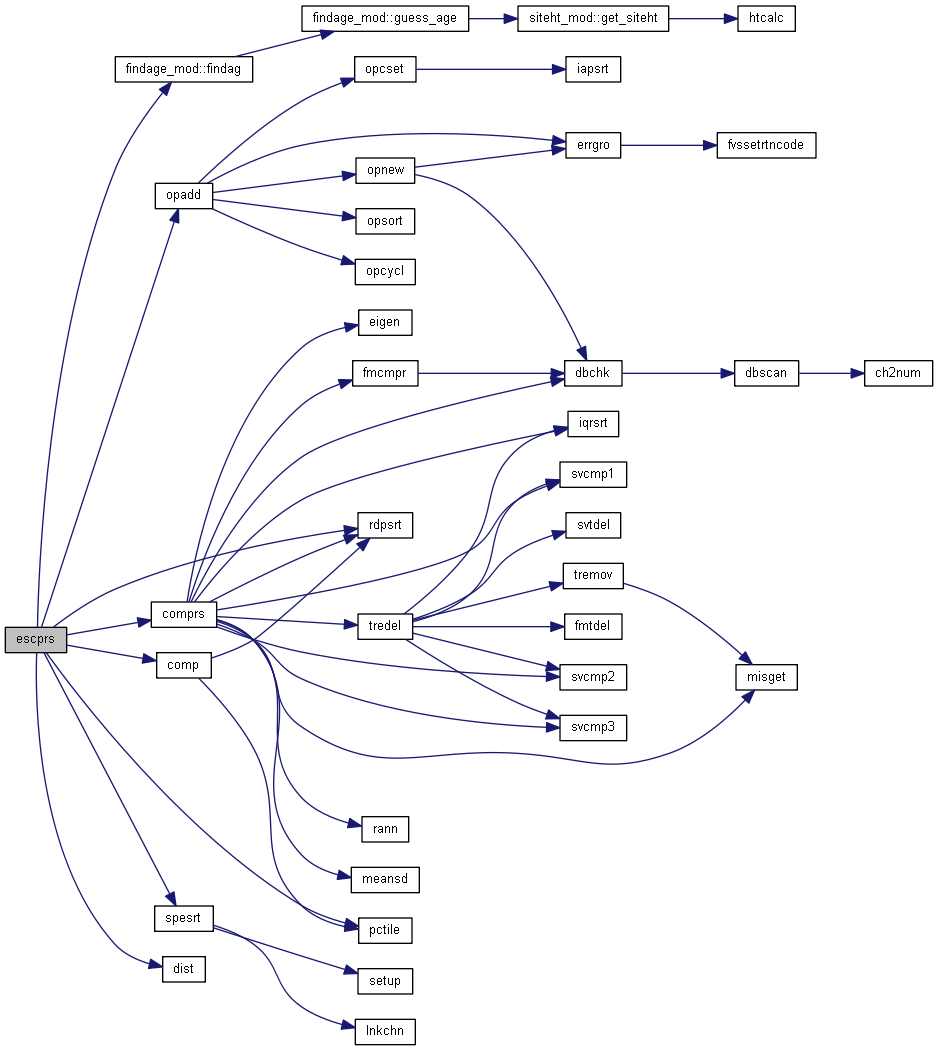 findage_mod::guess_age
siteht_mod::get_siteht
htcalc
findage_mod::findag
opcset
iapsrt
errgro
fvssetrtncode
opnew
opadd
opsort
opcycl
eigen
fmcmpr
dbchk
dbscan
ch2num
iqrsrt
svcmp1
rdpsrt
svtdel
tremov
comprs
tredel
fmtdel
escprs
comp
svcmp2
misget
svcmp3
rann
meansd
spesrt
pctile
dist
setup
lnkchn